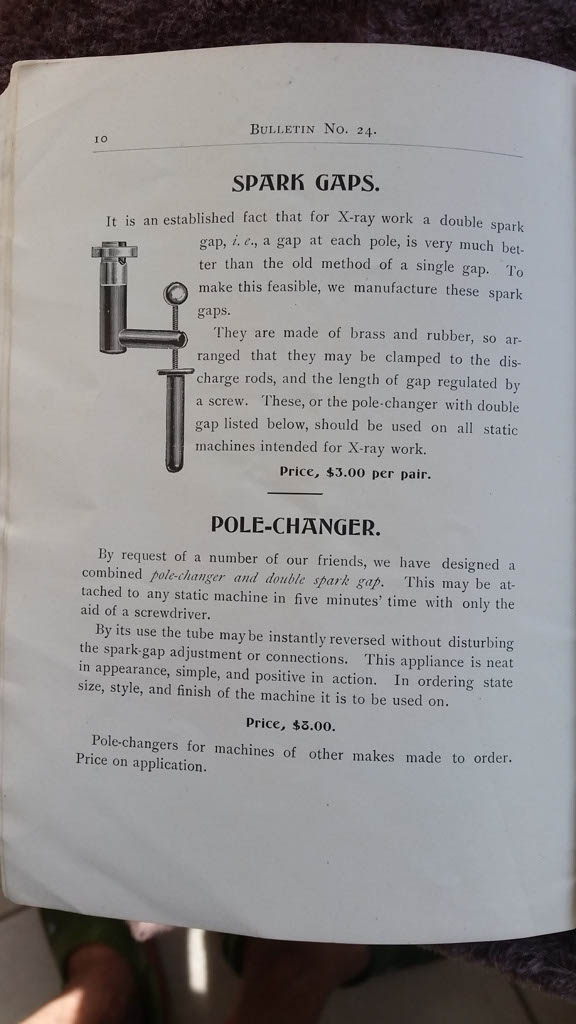 10
BULLETIN No. 24.
SPARK GAPS.
It is an established fact that for X-ray work a double spark
gap, i. e., a gap at each pole, is very much bet-
ter than the old method of a single gap. To
make this feasible, we manufacture these spark
gaps.
They are made of brass and rubber, so ar-
ranged that they may be clamped to the dis-
charge rods, and the length of gap regulated by
a screw. These, or the pole-changer with double
gap listed below, should be used on all static
machines intended for X-ray work.
Price, $3.00 per pair.
POLE-CHANGER.
By request of a number of our friends, we have designed a
combined pole-changer and double spark gap. This may be at-
tached to any static machine in five minutes' time with only the
aid of a screwdriver.
By its use the tube may be instantly reversed without disturbing
the spark-gap adjustment or connections. This appliance is neat
in appearance, simple, and positive in action. In ordering state
size, style, and finish of the machine it is to be used on.
Price,
Pole-changers for machines of other makes made to order.
Price on application.